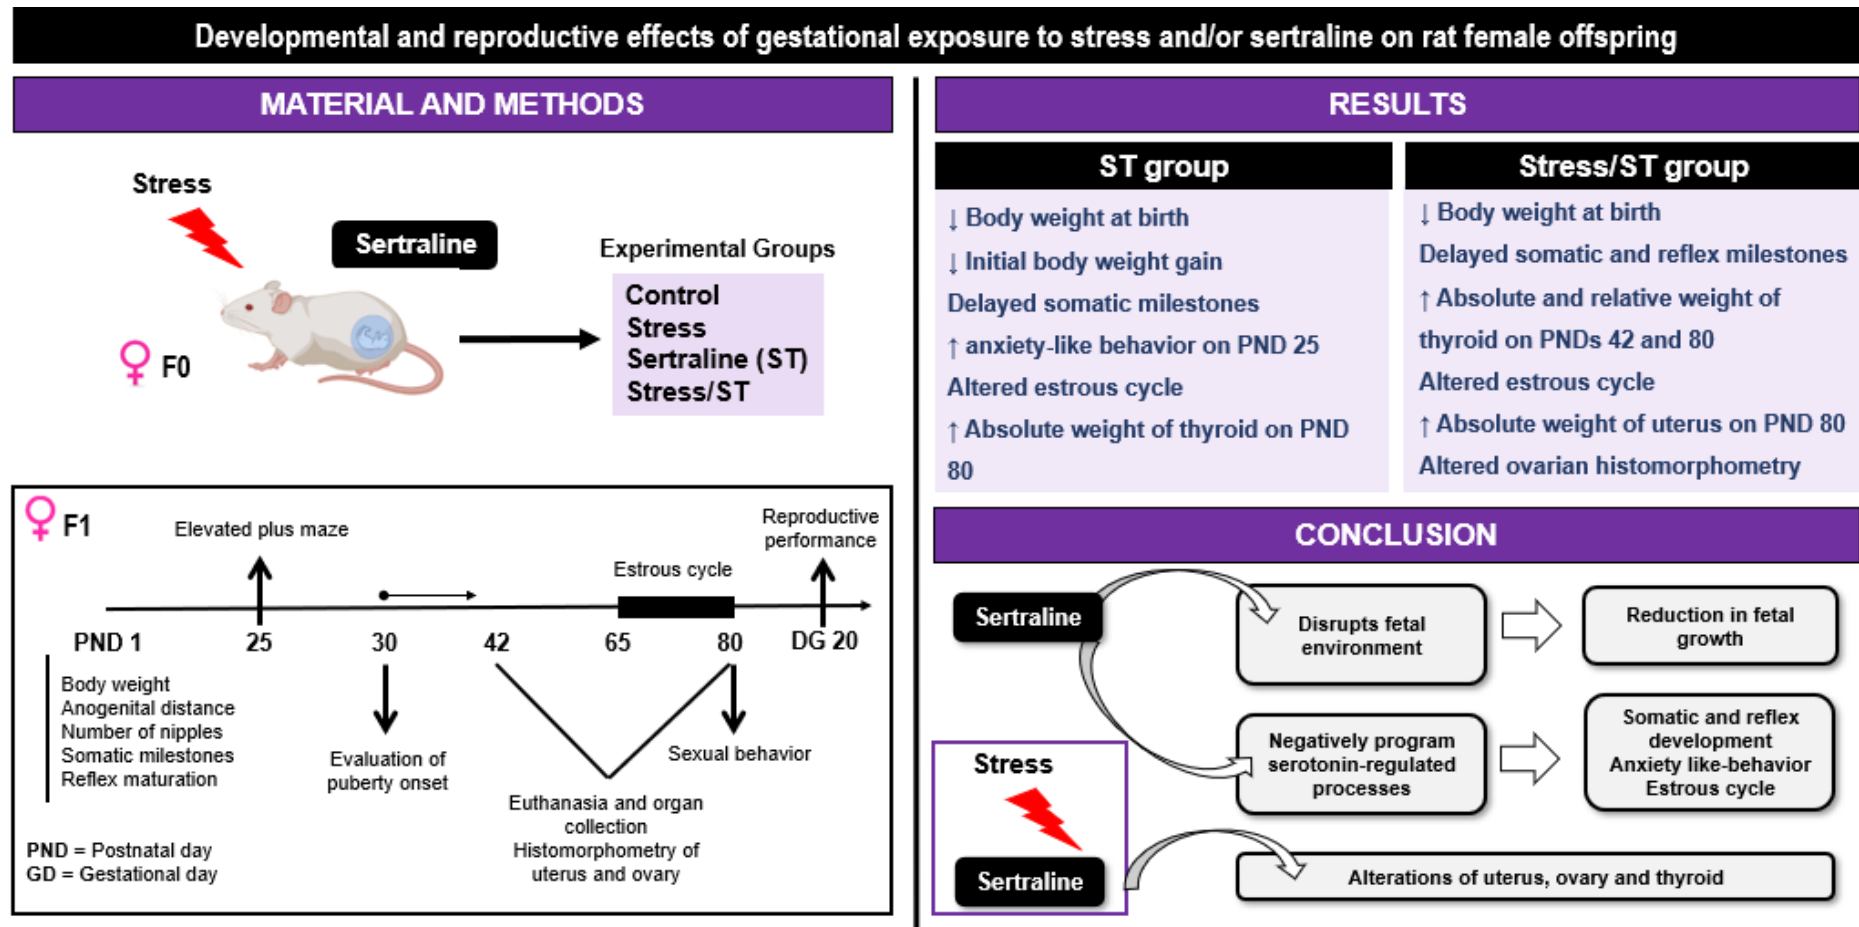 Developmental and reproductive effects of gestational exposure to stress and/or sertraline on rat female offspring
MATERIAL AND METHODS
Stress
Sertraline
♀ F0
Experimental Groups
Control
Stress
Sertraline (ST)
Stress/ST
♀ F1
Elevated plus maze
Estrous cycle
Reproductive
performance
PND 1
25
30
42
65
80
DG 20
Body weight
Anogenital distance
Number of nipples
Somatic milestones
Reflex maturation
Evaluation of
puberty onset
Euthanasia and organ
collection
Histomorphometry of
uterus and ovary
Sexual behavior
PND = Postnatal day
GD = Gestational day
RESULTS
ST group
↓ Body weight at birth
↓ Initial body weight gain
Delayed somatic milestones
↑ anxiety-like behavior on PND 25
Altered estrous cycle
↑ Absolute weight of thyroid on PND
80
Stress/ST group
↓ Body weight at birth
Delayed somatic and reflex milestones
↑ Absolute and relative weight of
thyroid on PNDs 42 and 80
Altered estrous cycle
↑ Absolute weight of uterus on PND 80
Altered ovarian histomorphometry
CONCLUSION
Sertraline
Disrupts fetal
environment
Reduction in fetal
growth
Negatively program
serotonin-regulated
processes
Somatic and reflex
development
Anxiety like-behavior
Estrous cycle
Stress
Sertraline
Alterations of uterus, ovary and thyroid